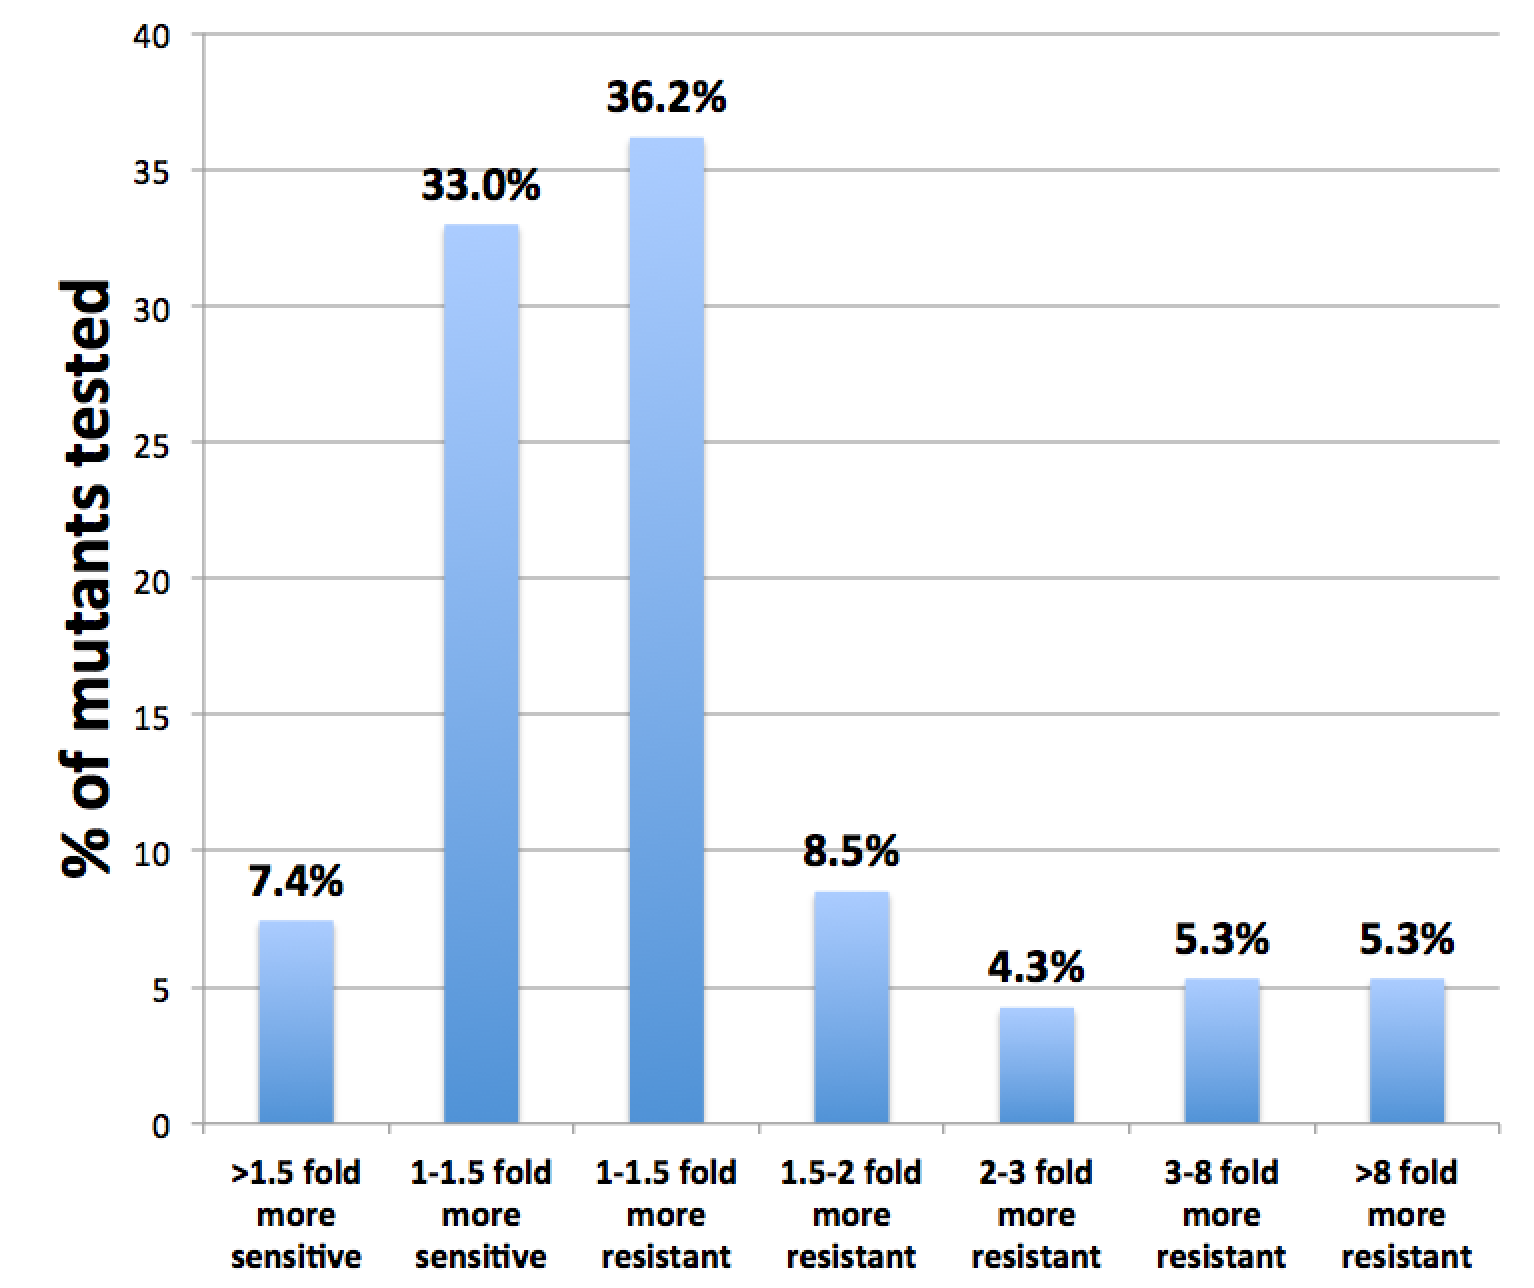 % of mutants tested
40
35
30
25
20
15
10
5
0
7.4%
33.0%
36.2%
8.5%
4.3%
5.3%
5.3%
>1.5 fold
more
sensitive
1-1.5 fold
more
sensitive
1-1.5 fold
more
resistant
1.5-2 fold
more
resistant
2-3 fold
more
resistant
3-8 fold
more
resistant
>8 fold
more
resistant